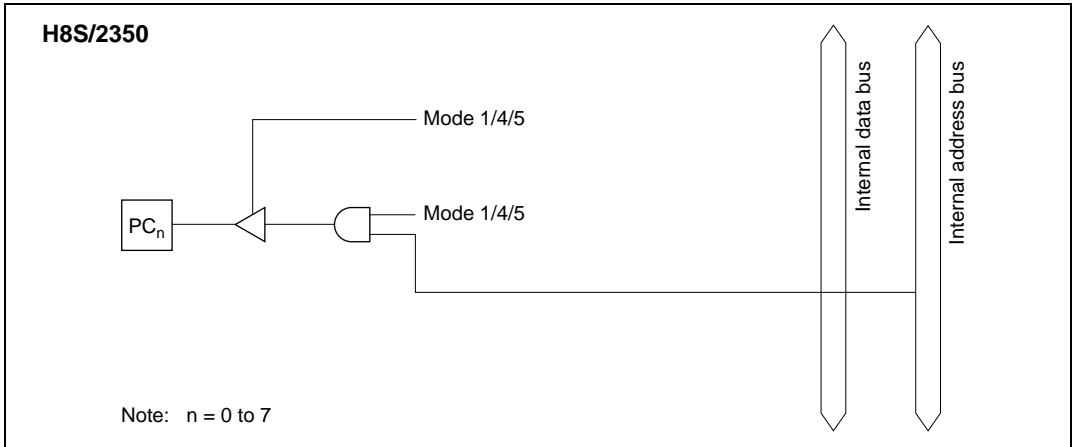 H8S/2350
Mode 1/4/5
Mode 1/4/5
PCn
Internal data bus
Internal address bus
Note: n = 0 to 7